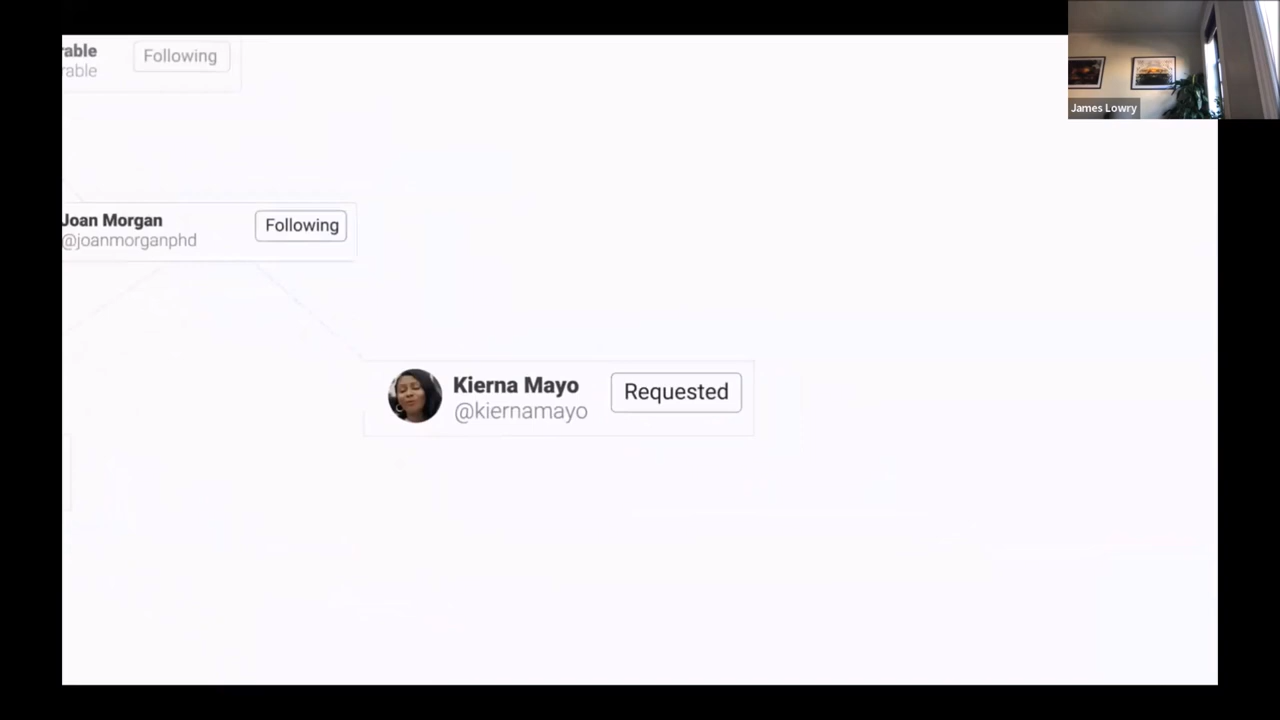 rable
Following
rable
James Lowry
Joan Morgan
Following
@joanmorganphd
Kierna Mayo
Requested
@kiernamayo